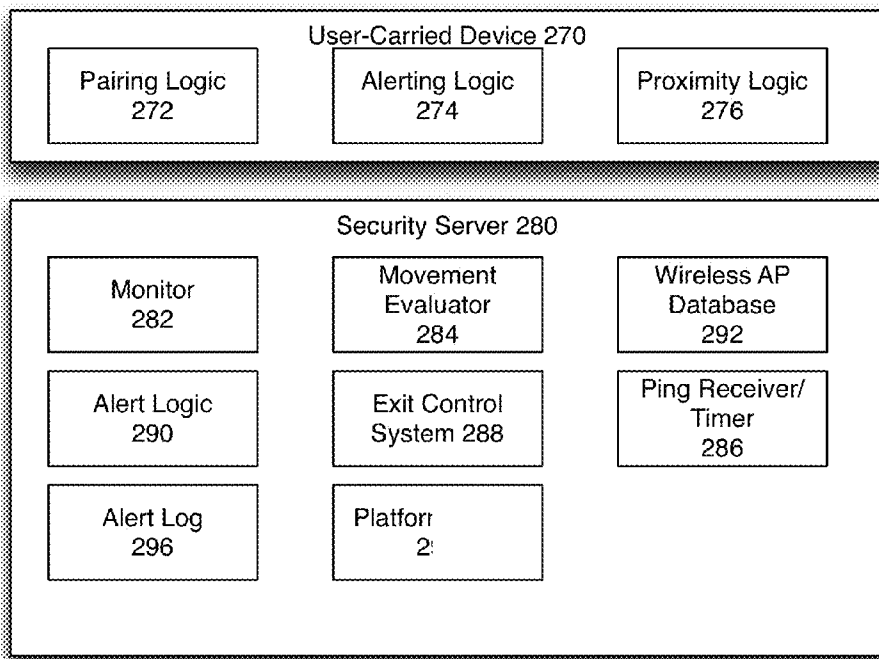 User-Carried Device 270
Pairing Logic
272
Alerting Logic
274
Proximity Logic
276
Security Server 280
Monitor
282
Movement
Evaluator
284
Wireless AP
Database
292
Alert Logic
290
Exit Control
System 288
Ping Receiver/
Timer
286
Alert Log
296